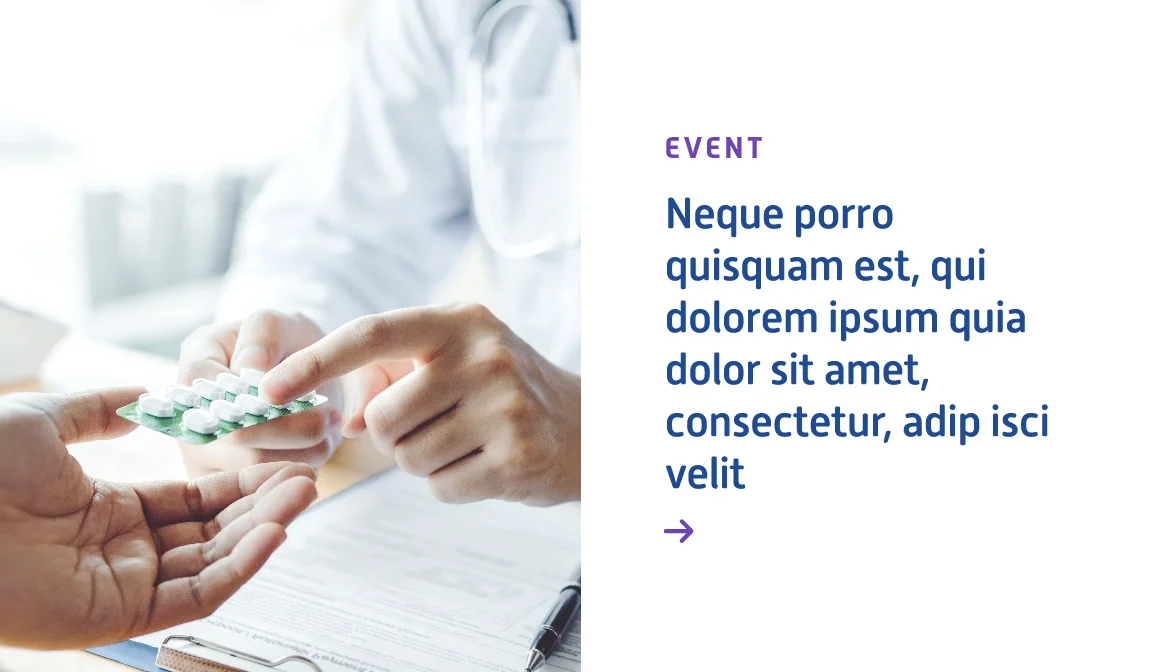 EVENT
Neque porro
quisquam est, qui
dolorem ipsum quia
dolor sit amet,
consectetur, adip isci
velit